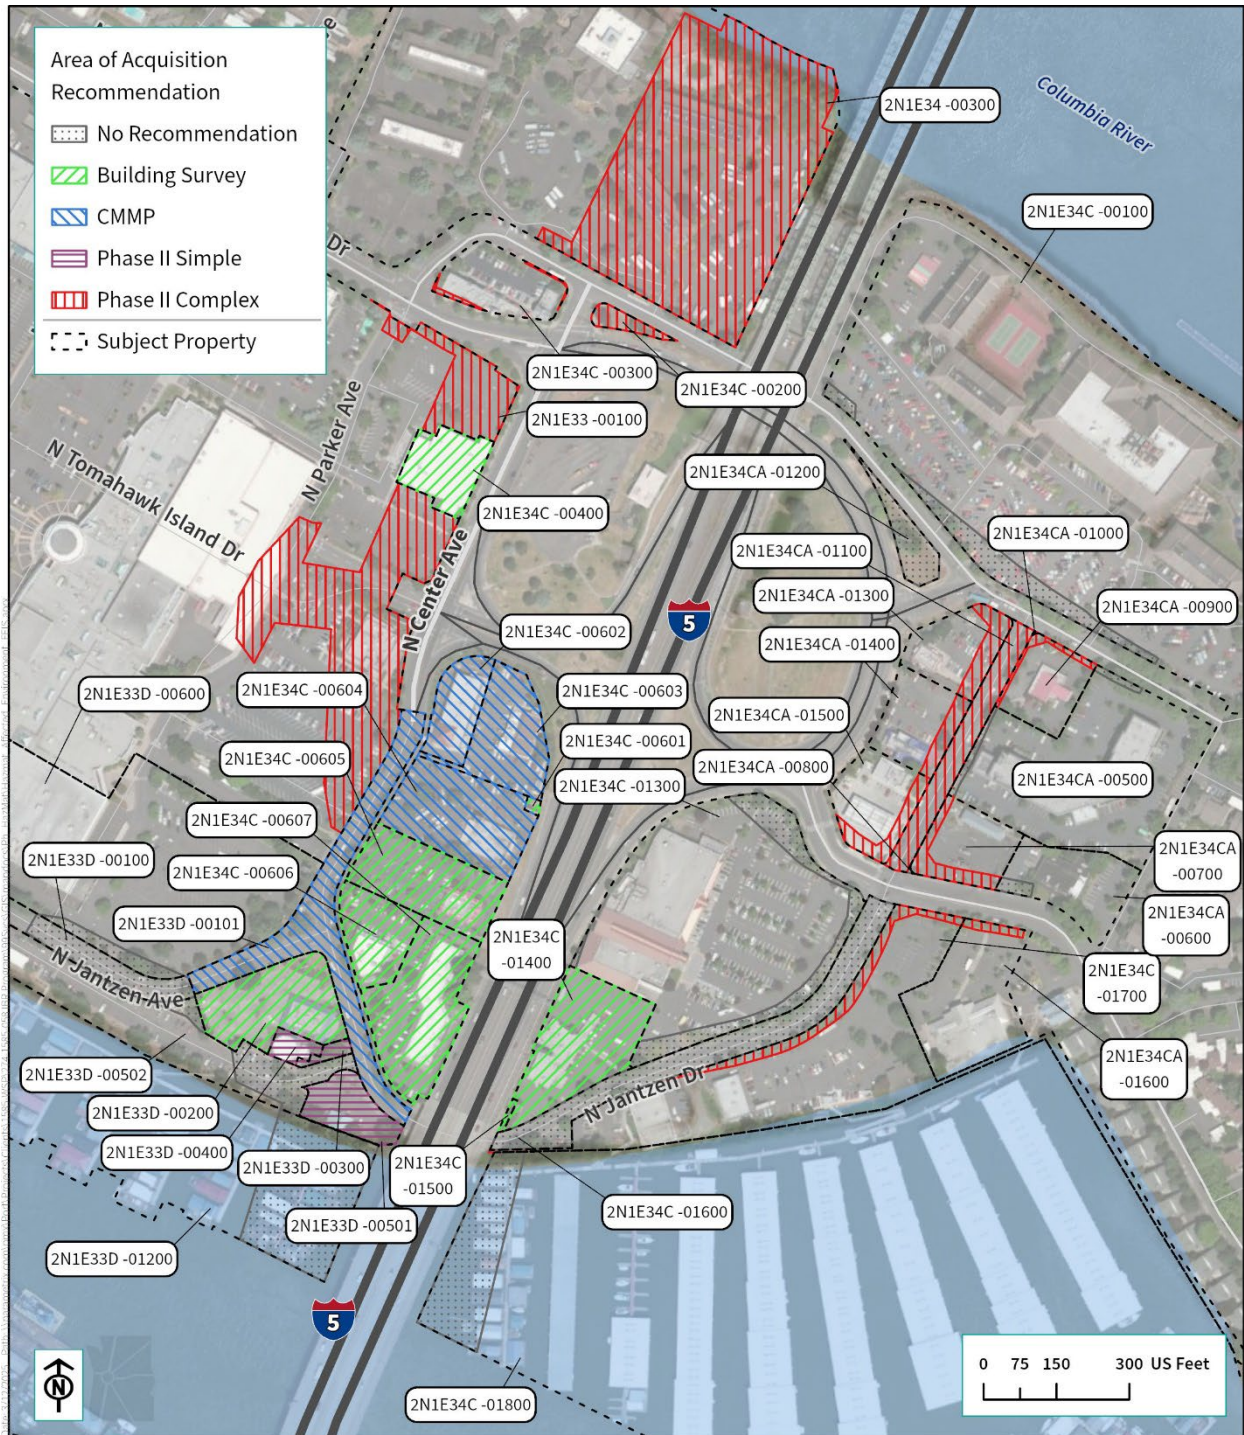 Area of Acquisition
Recommendation
No Recommendation
Building Survey
CMMP
Phase II Simple
Phase II Complex
Subject Property
Dr
Columbia River
2N1E34 -00300
2N1E34C -00100
2N1E34C -00300
2N1E34C -00200
2N1E33 -00100
N Parker Ave
N Tomahawk Island Dr
2N1E34CA -01200
2N1E34C -00400
2N1E34CA -01000
2N1E34CA -01100
N Center Ave
2N1E34CA -01300
2N1E34CA -00900
5
2N1E34C -00602
2N1E34CA -01400
2N1E33D -00600
2N1E34C -00604
2N1E34C -00603
2N1E34CA -01500
2N1E34C -00601
2N1E34C -00605
2N1E34CA -00800
2N1E34C -01300
2N1E34CA -00500
2N1E34C -00607
2N1E33D -00100
2N1E34C -00606
2N1E34CA
-00700
2N1E33D -00101
2N1E34C
-01400
2N1E34CA
-00600
N Jantzen Ave
2N1E34C
-01700
2N1E33D -00502
2N1E34CA
-01600
N Jantzen Dr
2N1E33D -00200
2N1E33D -00400
2N1E33D -00300
2N1E34C
-01500
2N1E34C -01600
2N1E33D -00501
2N1E33D -01200
5
N
2N1E34C -01800
0 75 150 300 US Feet